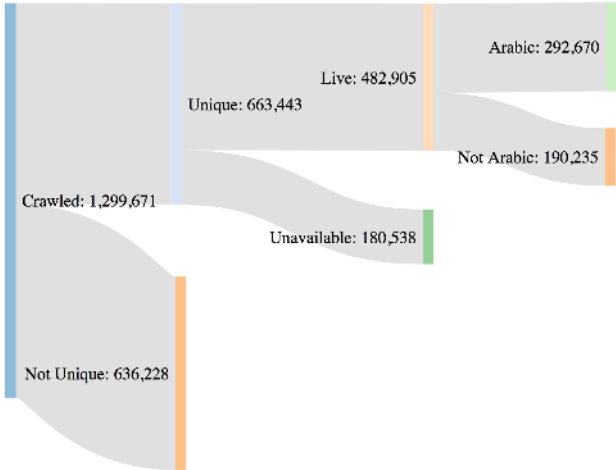 Arabic: 292,670
Live: 482,905
Unique: 663,443
Not Arabic: 190,235
Crawled: 1,299,671
Unavailable: 180,538
Not Unique: 636,228